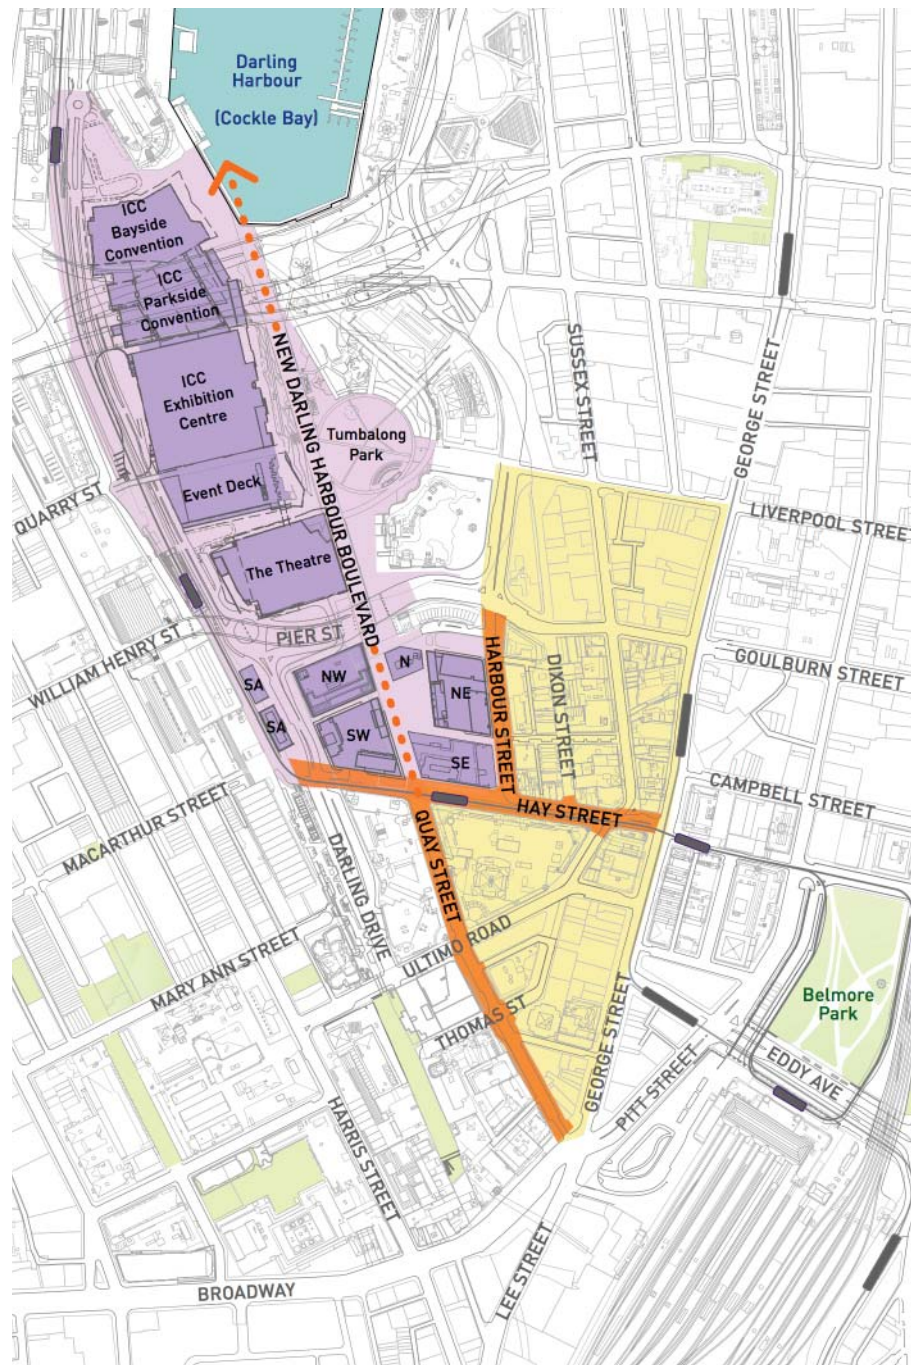 Darling
Harbour
(Cockle Bay)
ICC
Bayside
Convention
ICC
Parkside
Convention
ICC
Exhibition
Centre
NEW DARLING HARBOUR BOULEVARD
SUSSEX STREET
GEORGE STREET
Tumbalong
Park
QUARRY ST
Event Deck
LIVERPOOL STREET
The Theatre
PIER ST
WILLIAM HENRY ST
HARBOUR STREET
DIXON STREET
GOULBURN STREET
SA
NW
N
NE
SA
SW
SE
HAY STREET
CAMPBELL STREET
MACARTHUR STREET
DARLING DRIVE
QUAY STREET
ULTIMO ROAD
MARY ANN STREET
THOMAS ST
GEORGE STREET
Belmore
Park
EDDY AVE
PITT STREET
HARRIS STREET
LEE STREET
BROADWAY